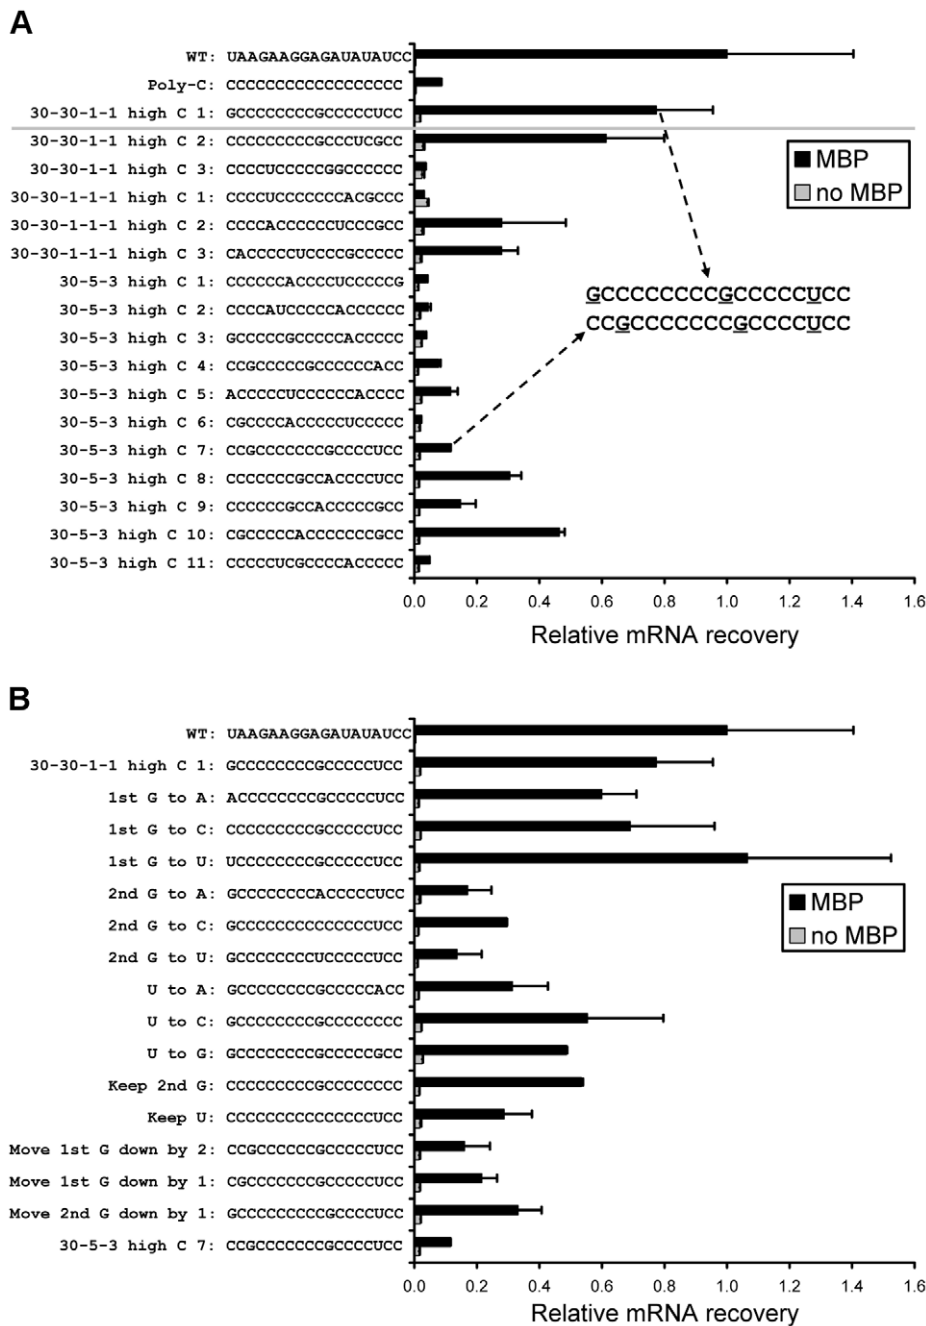 A
WT: UAAGAAGGAGAUAUAUCC
Poly-C: CCCCCCCCCCCCCCCCCC
30-30-1-1 high C 1: GCCCCCCCCGCCCCCUCC
30-30-1-1 high C 2: CCCCCCCCCGCCCUCGCC
30-30-1-1 high C 3: CCCCUCCCCCGGCCCCCC
30-30-1-1-1 high C 1: CCCCUCCCCCCCACGCCC
30-30-1-1-1 high C 2: CCCCACCCCCCUCCCGCC
30-30-1-1-1 high C 3: CACCCCCUCCCCGCCCCC
30-5-3 high C 1: CCCCCCACCCCUCCCCCG
30-5-3 high C 2: CCCCAUCCCCCACCCCCC
30-5-3 high C 3: GCCCCCGCCCCCACCCCC
30-5-3 high C 4: CCGCCCCCGCCCCCCACC
30-5-3 high C 5: ACCCCCUCCCCCCACCCC
30-5-3 high C 6: CGCCCCACCCCCUCCCCC
30-5-3 high C 7: CCGCCCCCCCGCCCCUCC
30-5-3 high C 8: CCCCCCCGCCACCCCUCC
30-5-3 high C 9: CCCCCCGCCACCCCCGCC
30-5-3 high C 10: CGCCCCCACCCCCCCGCC
30-5-3 high C 11: CCCCCUCGCCCCACCCCC
MBP
no MBP
GCCCCCCCCGCCCCCUCC
CCGCCCCCCCGCCCCUCC
0.0 0.2 0.4 0.6 0.8 1.0 1.2 1.4 1.6
Relative mRNA recovery
B
WT: UAAGAAGGAGAUAUAUCC
30-30-1-1 high C 1: GCCCCCCCCGCCCCCUCC
1st G to A: ACCCCCCCCGCCCCCUCC
1st G to C: CCCCCCCCCGCCCCCUCC
1st G to U: UCCCCCCCCGCCCCCUCC
2nd G to A: GCCCCCCCCACCCCCUCC
2nd G to C: GCCCCCCCCCCCCCCUCC
2nd G to U: GCCCCCCCCUCCCCCUCC
U to A: GCCCCCCCCGCCCCCACC
U to C: GCCCCCCCCGCCCCCCCC
U to G: GCCCCCCCCGCCCCCGCC
Keep 2nd G: CCCCCCCCCGCCCCCCCC
Keep U: CCCCCCCCCCCCCCCUCC
Move 1st G down by 2: CCGCCCCCCGCCCCCUCC
Move 1st G down by 1: CGCCCCCCCGCCCCCUCC
Move 2nd G down by 1: GCCCCCCCCCGCCCCUCC
30-5-3 high C 7: CCGCCCCCCCGCCCCUCC
MBP
no MBP
0.0 0.2 0.4 0.6 0.8 1.0 1.2 1.4 1.6
Relative mRNA recovery